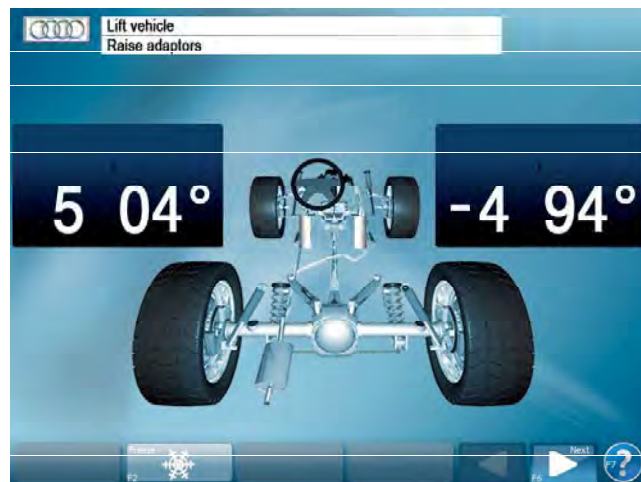 Lift vehicle
Raise adaptors
5 04°
-4 94°
Freeze
F2
Next
F6
F7
?